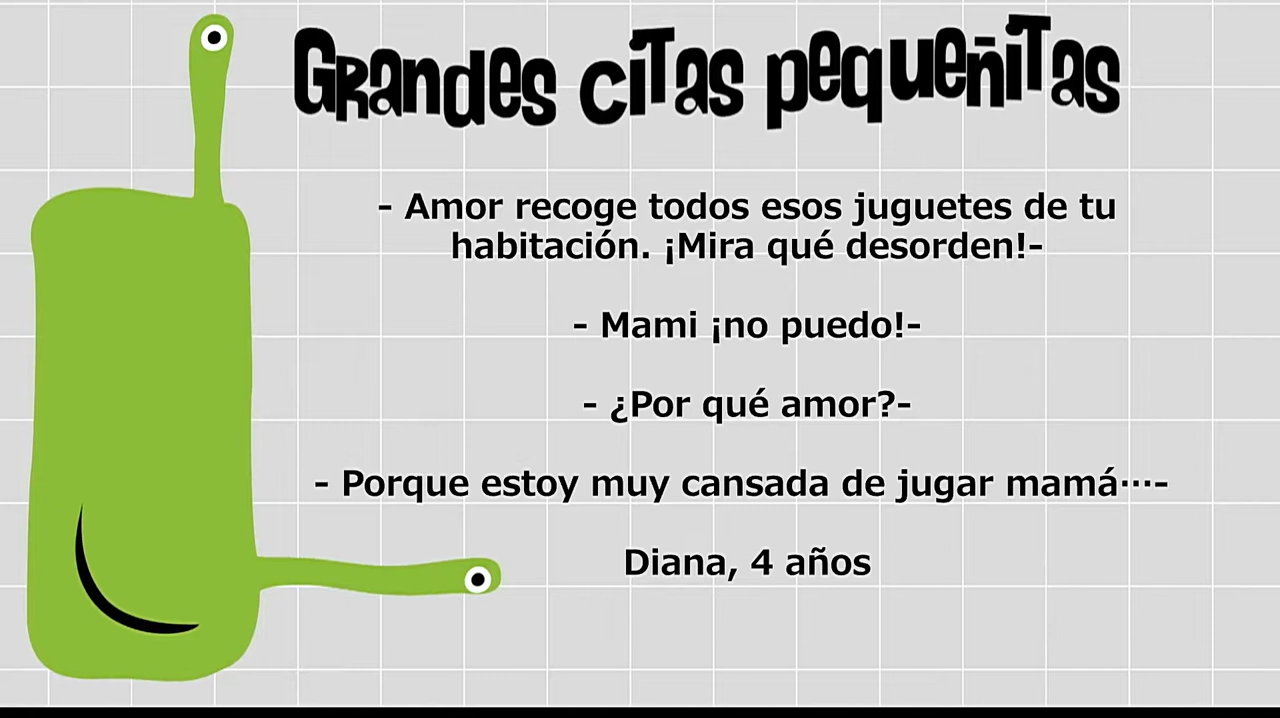 Grandes citas pequeñitas
- Amor recoge todos esos juguetes de tu
habitación. ¡Mira qué desorden!-
- Mami ¡no puedo!-
- ¿Por qué amor?-
- Porque estoy muy cansada de jugar mamá···-
Diana, 4 años